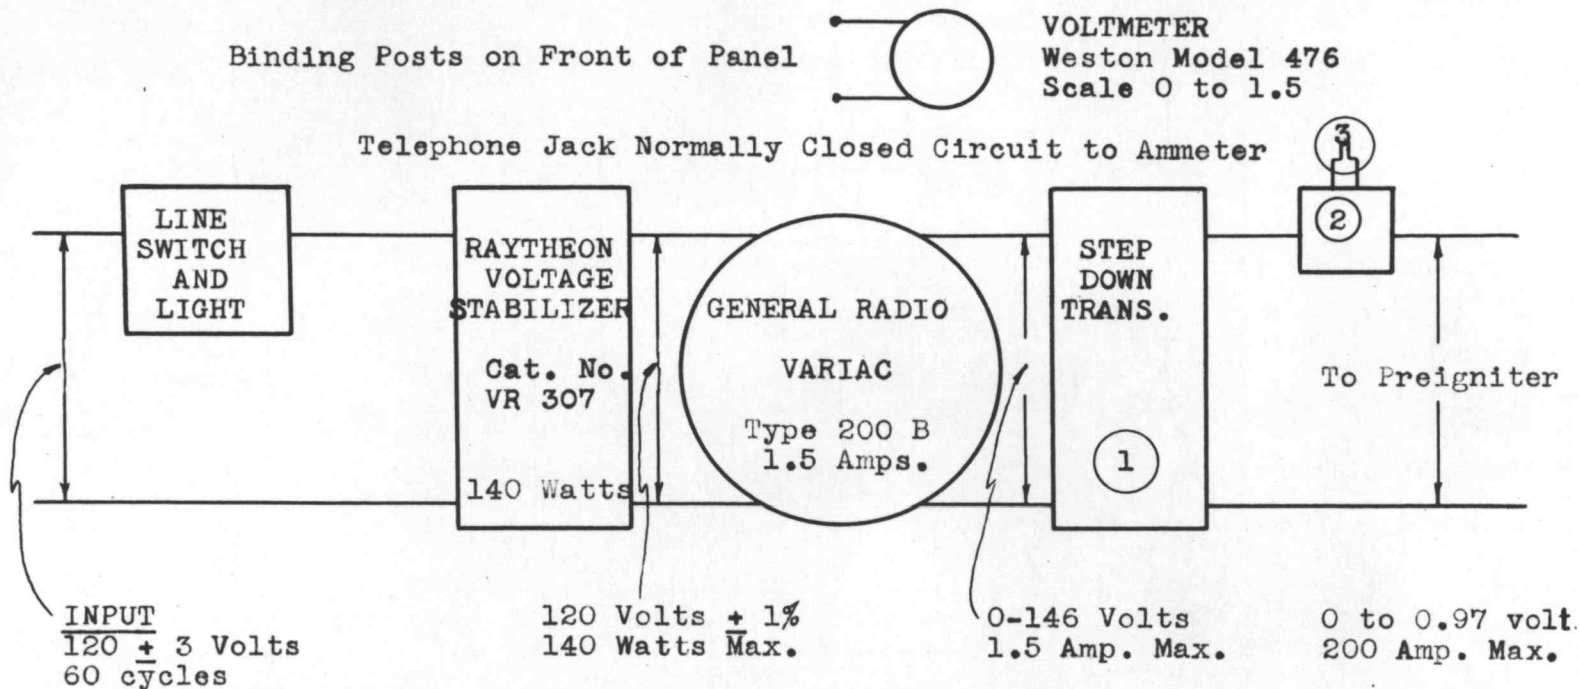 Binding Posts on Front of Panel
VOLTMETER
Weston Model 476
Scale 0 to 1.5
Telephone Jack Normally Closed Circuit to Ammeter
3
LINE
SWITCH
AND
LIGHT
RAYTHEON
VOLTAGE
STABILIZER
Cat. No.
VR 307
140 Watts
GENERAL RADIO
VARIAC
Type 200 B
1.5 Amps.
STEP
DOWN
TRANS.
1
2
To Preigniter
INPUT
120 ± 3 Volts
60 cycles
120 Volts ± 1%
140 Watts Max.
0-146 Volts
1.5 Amp. Max.
0 to 0.97 volt.
200 Amp. Max.